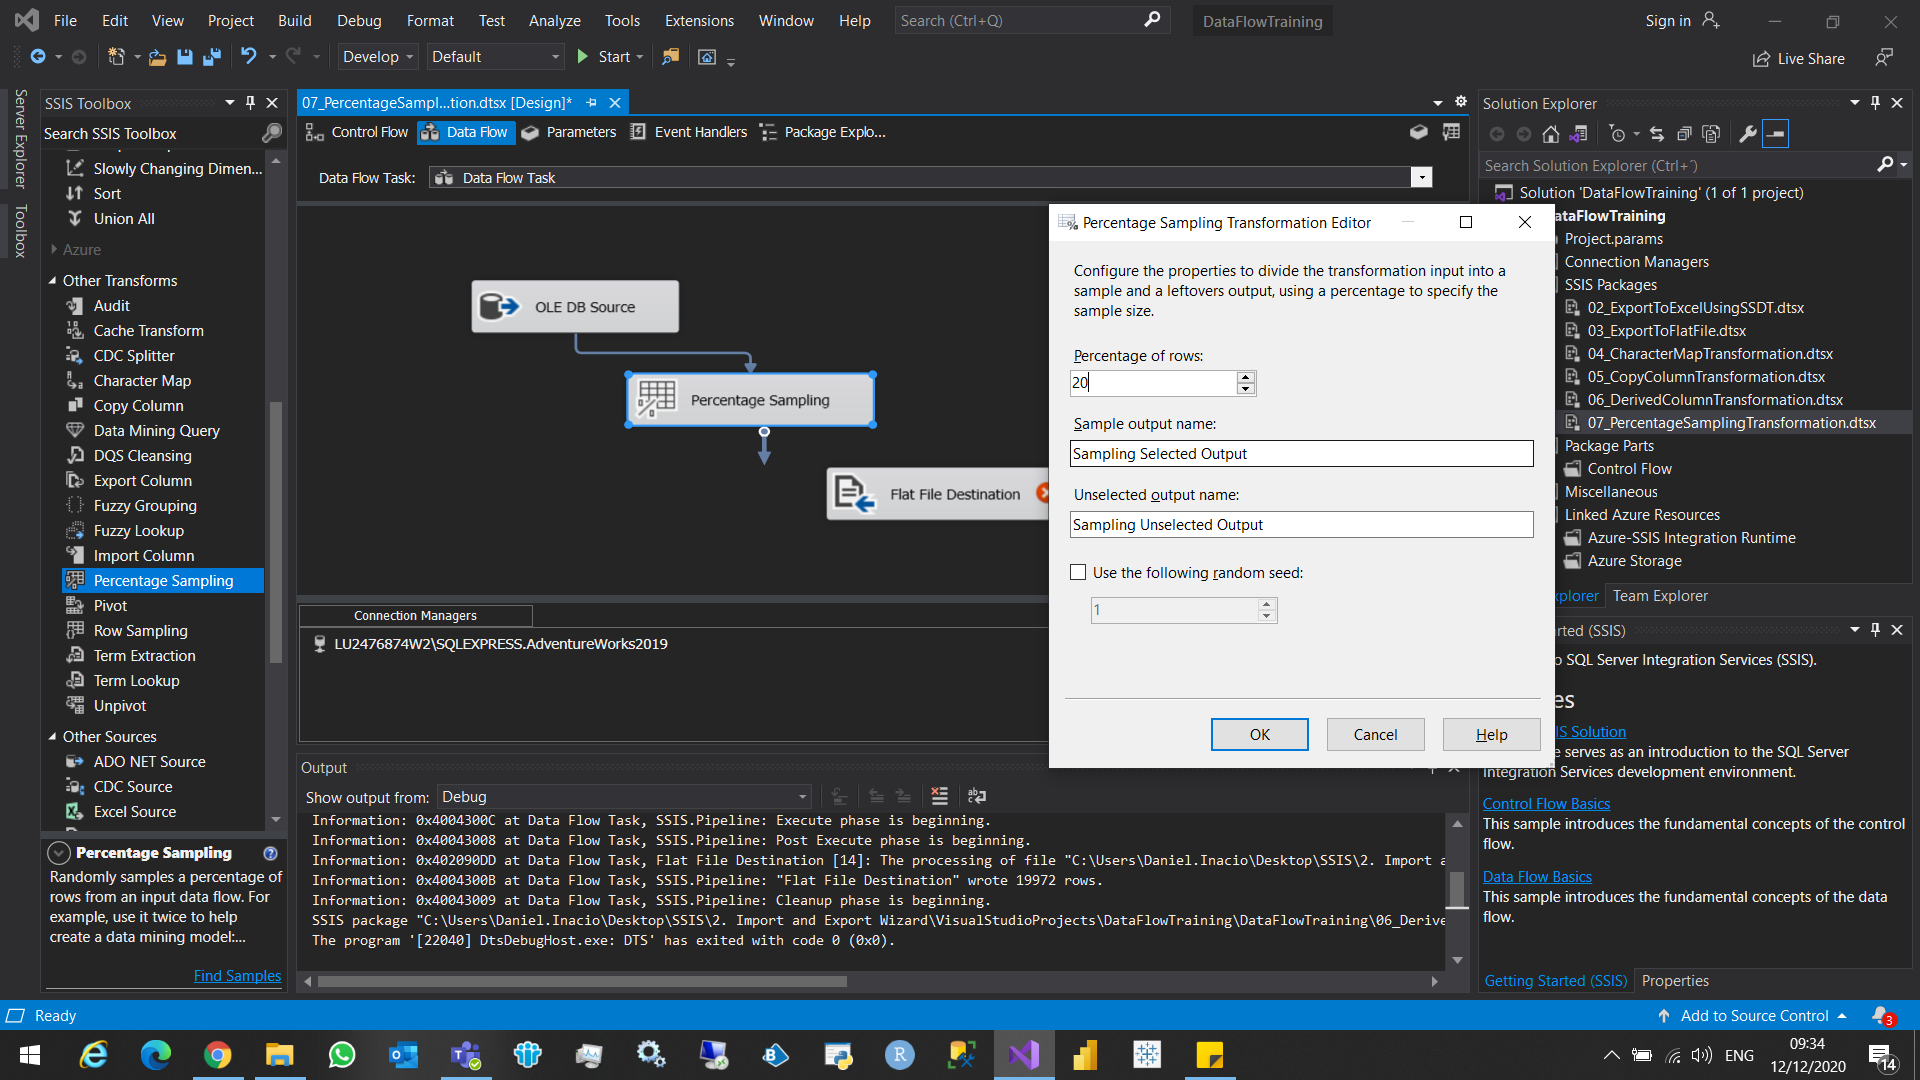 File Edit View Project Build Debug Format Test Analyze Tools Extensions Window Help
Search (Ctrl+Q)
DataFlowTraining
Sign in
Develop
Default
Start
Live Share
Server Explorer
Toolbox
SSIS Toolbox
Search SSIS Toolbox
Slowly Changing Dimen...
Sort
Union All
Azure
Other Transforms
Audit
Cache Transform
CDC Splitter
Character Map
Copy Column
Data Mining Query
DQS Cleansing
Export Column
Fuzzy Grouping
Fuzzy Lookup
Import Column
Percentage Sampling
Pivot
Row Sampling
Term Extraction
Term Lookup
Unpivot
Other Sources
ADO NET Source
CDC Source
Excel Source
Percentage Sampling
Randomly samples a percentage of
rows from an input data flow. For
example, use it twice to help
create a data mining model:...
Find Samples
07_PercentageSampl...tion.dtsx [Design]*
Control Flow
Data Flow
Parameters
Event Handlers
Package Explo...
Data Flow Task:
Data Flow Task
OLE DB Source
Percentage Sampling
Flat File Destination
Connection Managers
LU2476874W2\SQLEXPRESS.AdventureWorks2019
Percentage Sampling Transformation Editor
Configure the properties to divide the transformation input into a
sample and a leftovers output, using a percentage to specify the
sample size.
Percentage of rows:
20
Sample output name:
Sampling Selected Output
Unselected output name:
Sampling Unselected Output
Use the following random seed:
1
OK
Cancel
Help
Output
Show output from:
Debug
Information: 0x4004300C at Data Flow Task, SSIS.Pipeline: Execute phase is beginning.
Information: 0x40043008 at Data Flow Task, SSIS.Pipeline: Post Execute phase is beginning.
Information: 0x402090DD at Data Flow Task, Flat File Destination [14]: The processing of file "C:\Users\Daniel.Inacio\Desktop\SSIS\2. Import a
Information: 0x4004300B at Data Flow Task, SSIS.Pipeline: "Flat File Destination" wrote 19972 rows.
Information: 0x40043009 at Data Flow Task, SSIS.Pipeline: Cleanup phase is beginning.
SSIS package "C:\Users\Daniel.Inacio\Desktop\SSIS\2. Import and Export Wizard\VisualStudioProjects\DataFlowTraining\DataFlowTraining\06_Derive
The program '[22040] DtsDebugHost.exe: DTS' has exited with code 0 (0x0).
Solution Explorer
Search Solution Explorer (Ctrl+´)
Solution 'DataFlowTraining' (1 of 1 project)
ataFlowTraining
Project.params
Connection Managers
SSIS Packages
02_ExportToExcelUsingSSDT.dtsx
03_ExportToFlatFile.dtsx
04_CharacterMapTransformation.dtsx
05_CopyColumnTransformation.dtsx
06_DerivedColumnTransformation.dtsx
07_PercentageSamplingTransformation.dtsx
Package Parts
Control Flow
Miscellaneous
Linked Azure Resources
Azure-SSIS Integration Runtime
Azure Storage
xplorer
Team Explorer
rted (SSIS)
o SQL Server Integration Services (SSIS).
es
IS Solution
e serves as an introduction to the SQL Server
Integration Services development environment.
Control Flow Basics
This sample introduces the fundamental concepts of the control
flow.
Data Flow Basics
This sample introduces the fundamental concepts of the data
flow.
Getting Started (SSIS)
Properties
Ready
Add to Source Control
3
ENG
09:34
12/12/2020
14